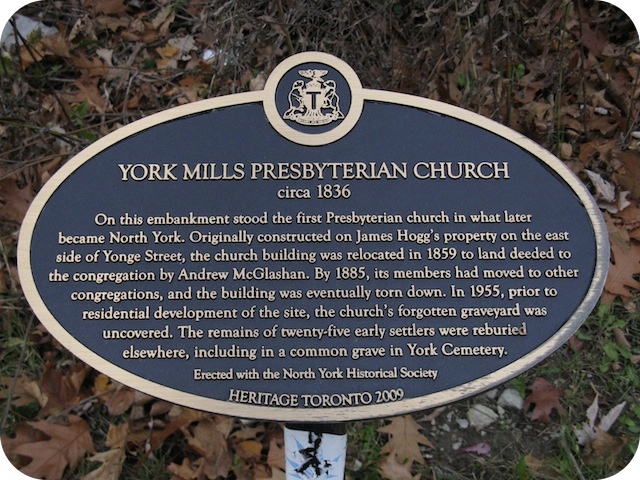 T
YORK MILLS PRESBYTERIAN CHURCH
circa 1836
On this embankment stood the first Presbyterian church in what later
became North York. Originally constructed on James Hogg's property on the east
side of Yonge Street, the church building was relocated in 1859 to land deeded to
the congregation by Andrew McGlashan. By 1885, its members had moved to other
congregations, and the building was eventually torn down. In 1955, prior to
residential development of the site, the church's forgotten graveyard was
uncovered. The remains of twenty-five early settlers were reburied
elsewhere, including in a common grave in York Cemetery.
Erected with the North York Historical Society
HERITAGE TORONTO 2009